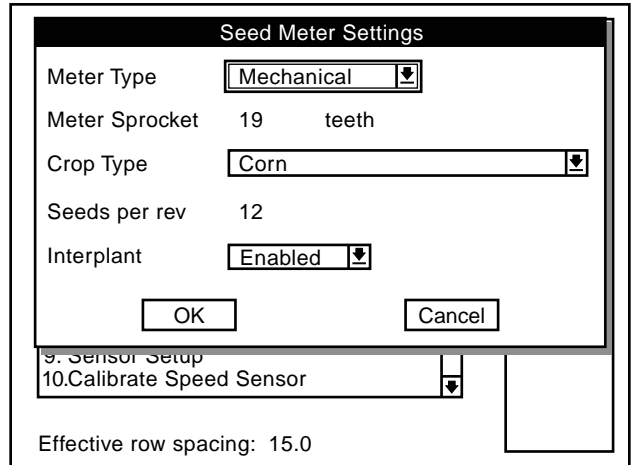 Seed Meter Settings
Meter Type Mechanical
Meter Sprocket 19 teeth
Crop Type Corn
Seeds per rev 12
Interplant Enabled
OK Cancel
9. Sensor Setup
10.Calibrate Speed Sensor
Effective row spacing: 15.0